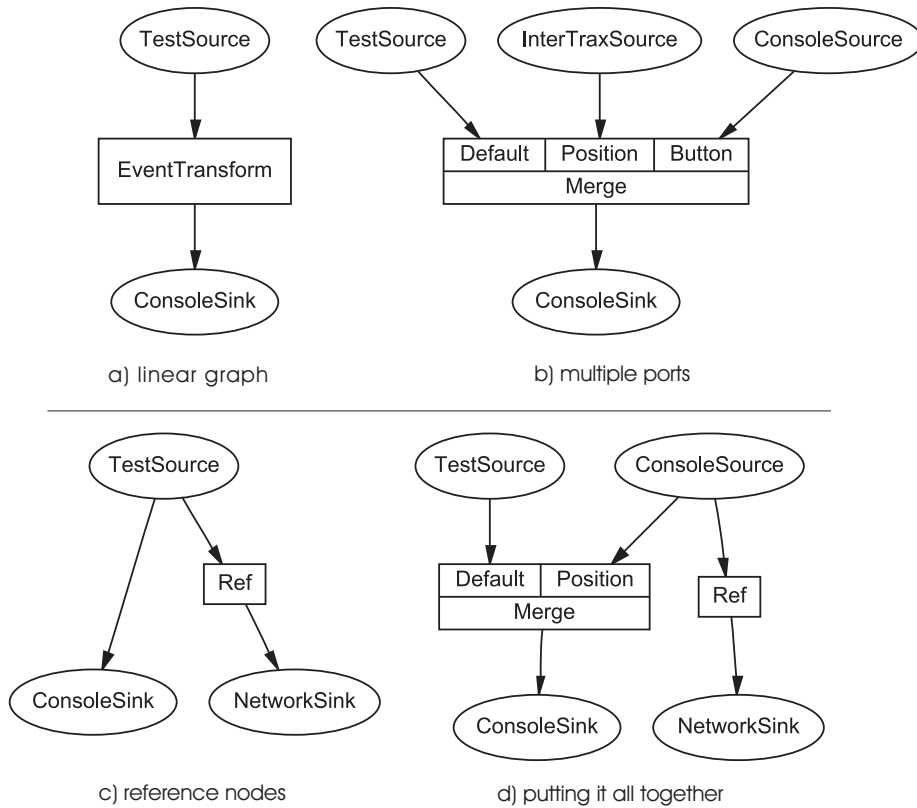 TestSource
EventTransform
ConsoleSink
a) linear graph
TestSource
InterTraxSource
ConsoleSource
Default
Position
Button
Merge
ConsoleSink
b) multiple ports
TestSource
Ref
ConsoleSink
NetworkSink
c) reference nodes
TestSource
ConsoleSource
Default
Position
Merge
Ref
ConsoleSink
NetworkSink
d) putting it all together